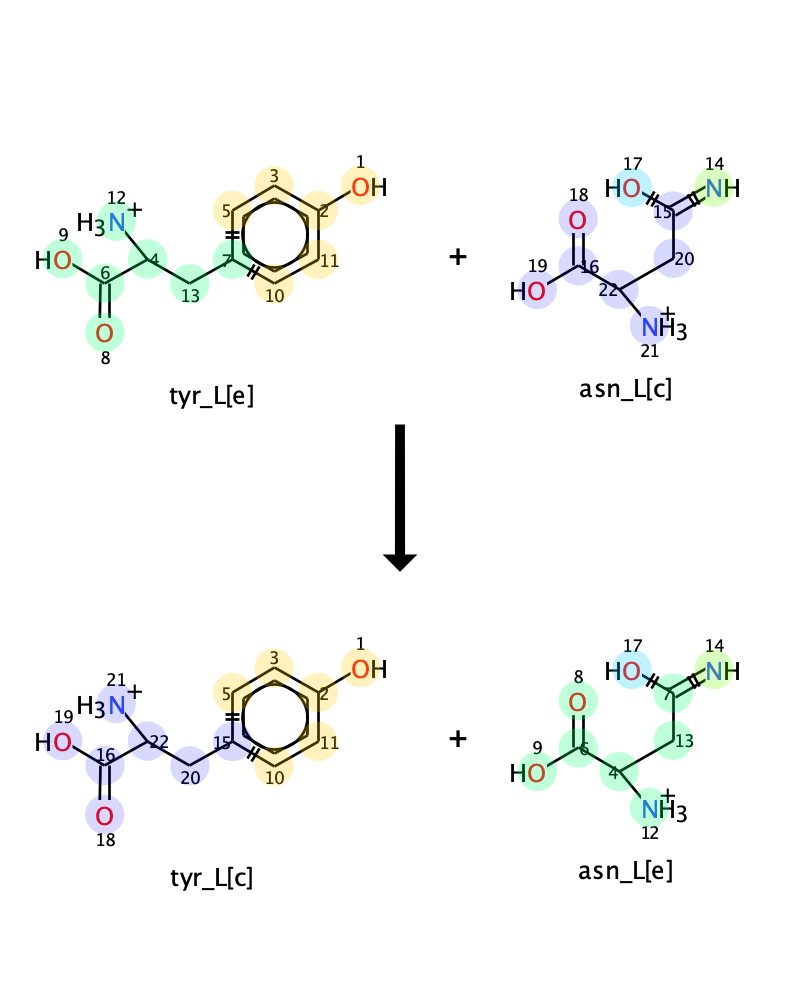 1 17 14
3 12 H3N + 18 HO NH
OH 5 2 O 15
9 HO 7 11 + 19 16 20
6 4 HO 22 +
13 10 NH3
O 21
8
tyr_L[e] asn_L[c]
1 17 14
3 21 H3N + 8 HO NH
OH 5 2 O 7
19 HO 15 11 + 9 6 13
16 22 HO 4 +
20 10 NH3
O 12
18
tyr_L[c] asn_L[e]